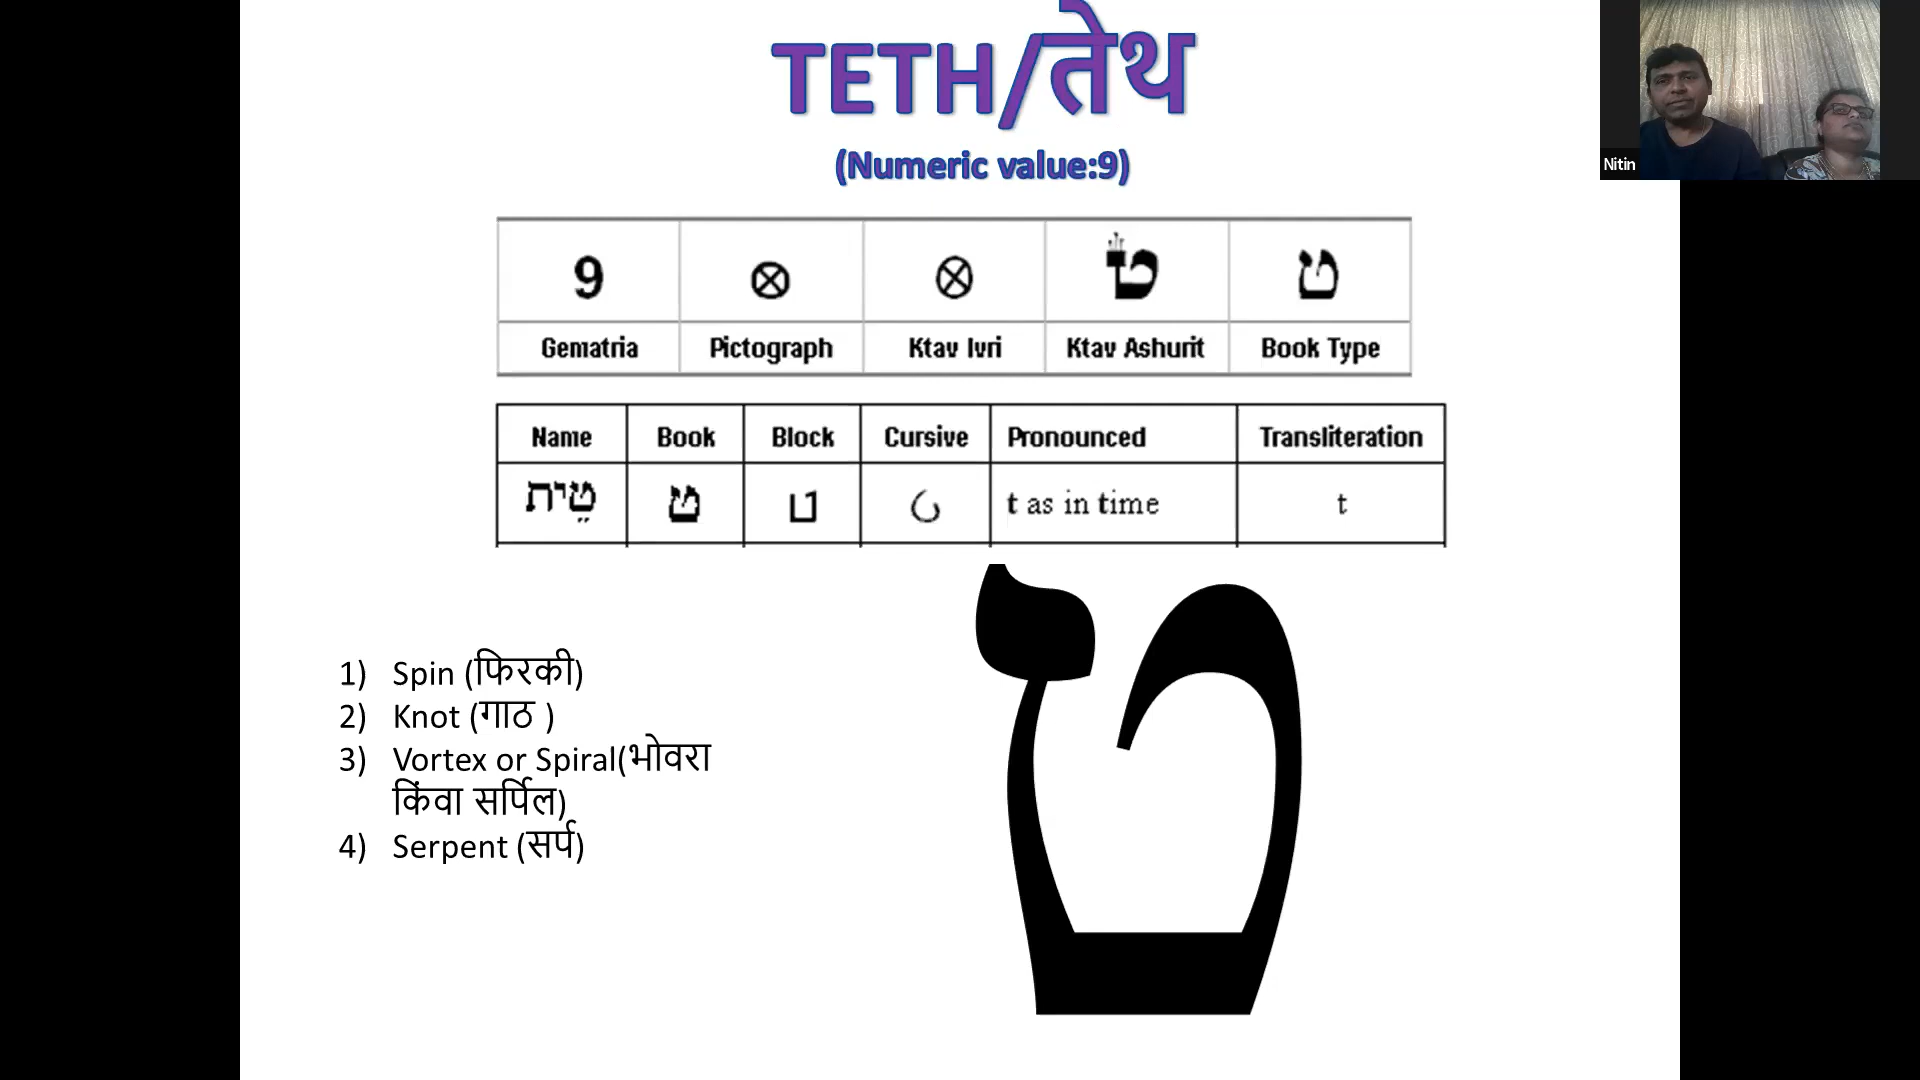 TETH/तेथ
(Numeric value:9)
Nitin
9 ⊗ ⊗ ט ט
Gematria Pictograph Ktav Ivri Ktav Ashurit Book Type
Name Book Block Cursive Pronounced Transliteration
טֵית ט ט ט t as in time t
1) Spin (फिरकी)
2) Knot (गाठ )
3) Vortex or Spiral(भोवरा
किंवा सर्पिल)
4) Serpent (सर्प)
ט